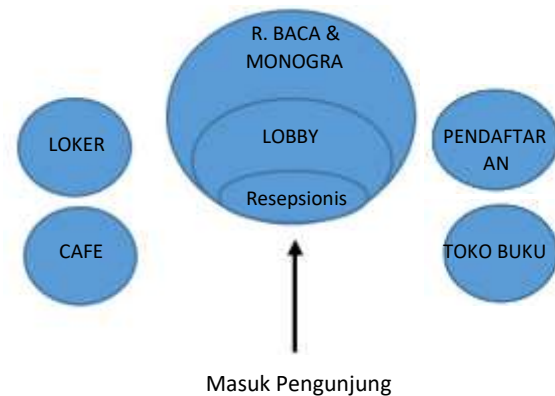 R. BACA &
MONOGRA
LOKER
LOBBY
PENDAFTAR
AN
Resepsionis
CAFE
TOKO BUKU
Masuk Pengunjung